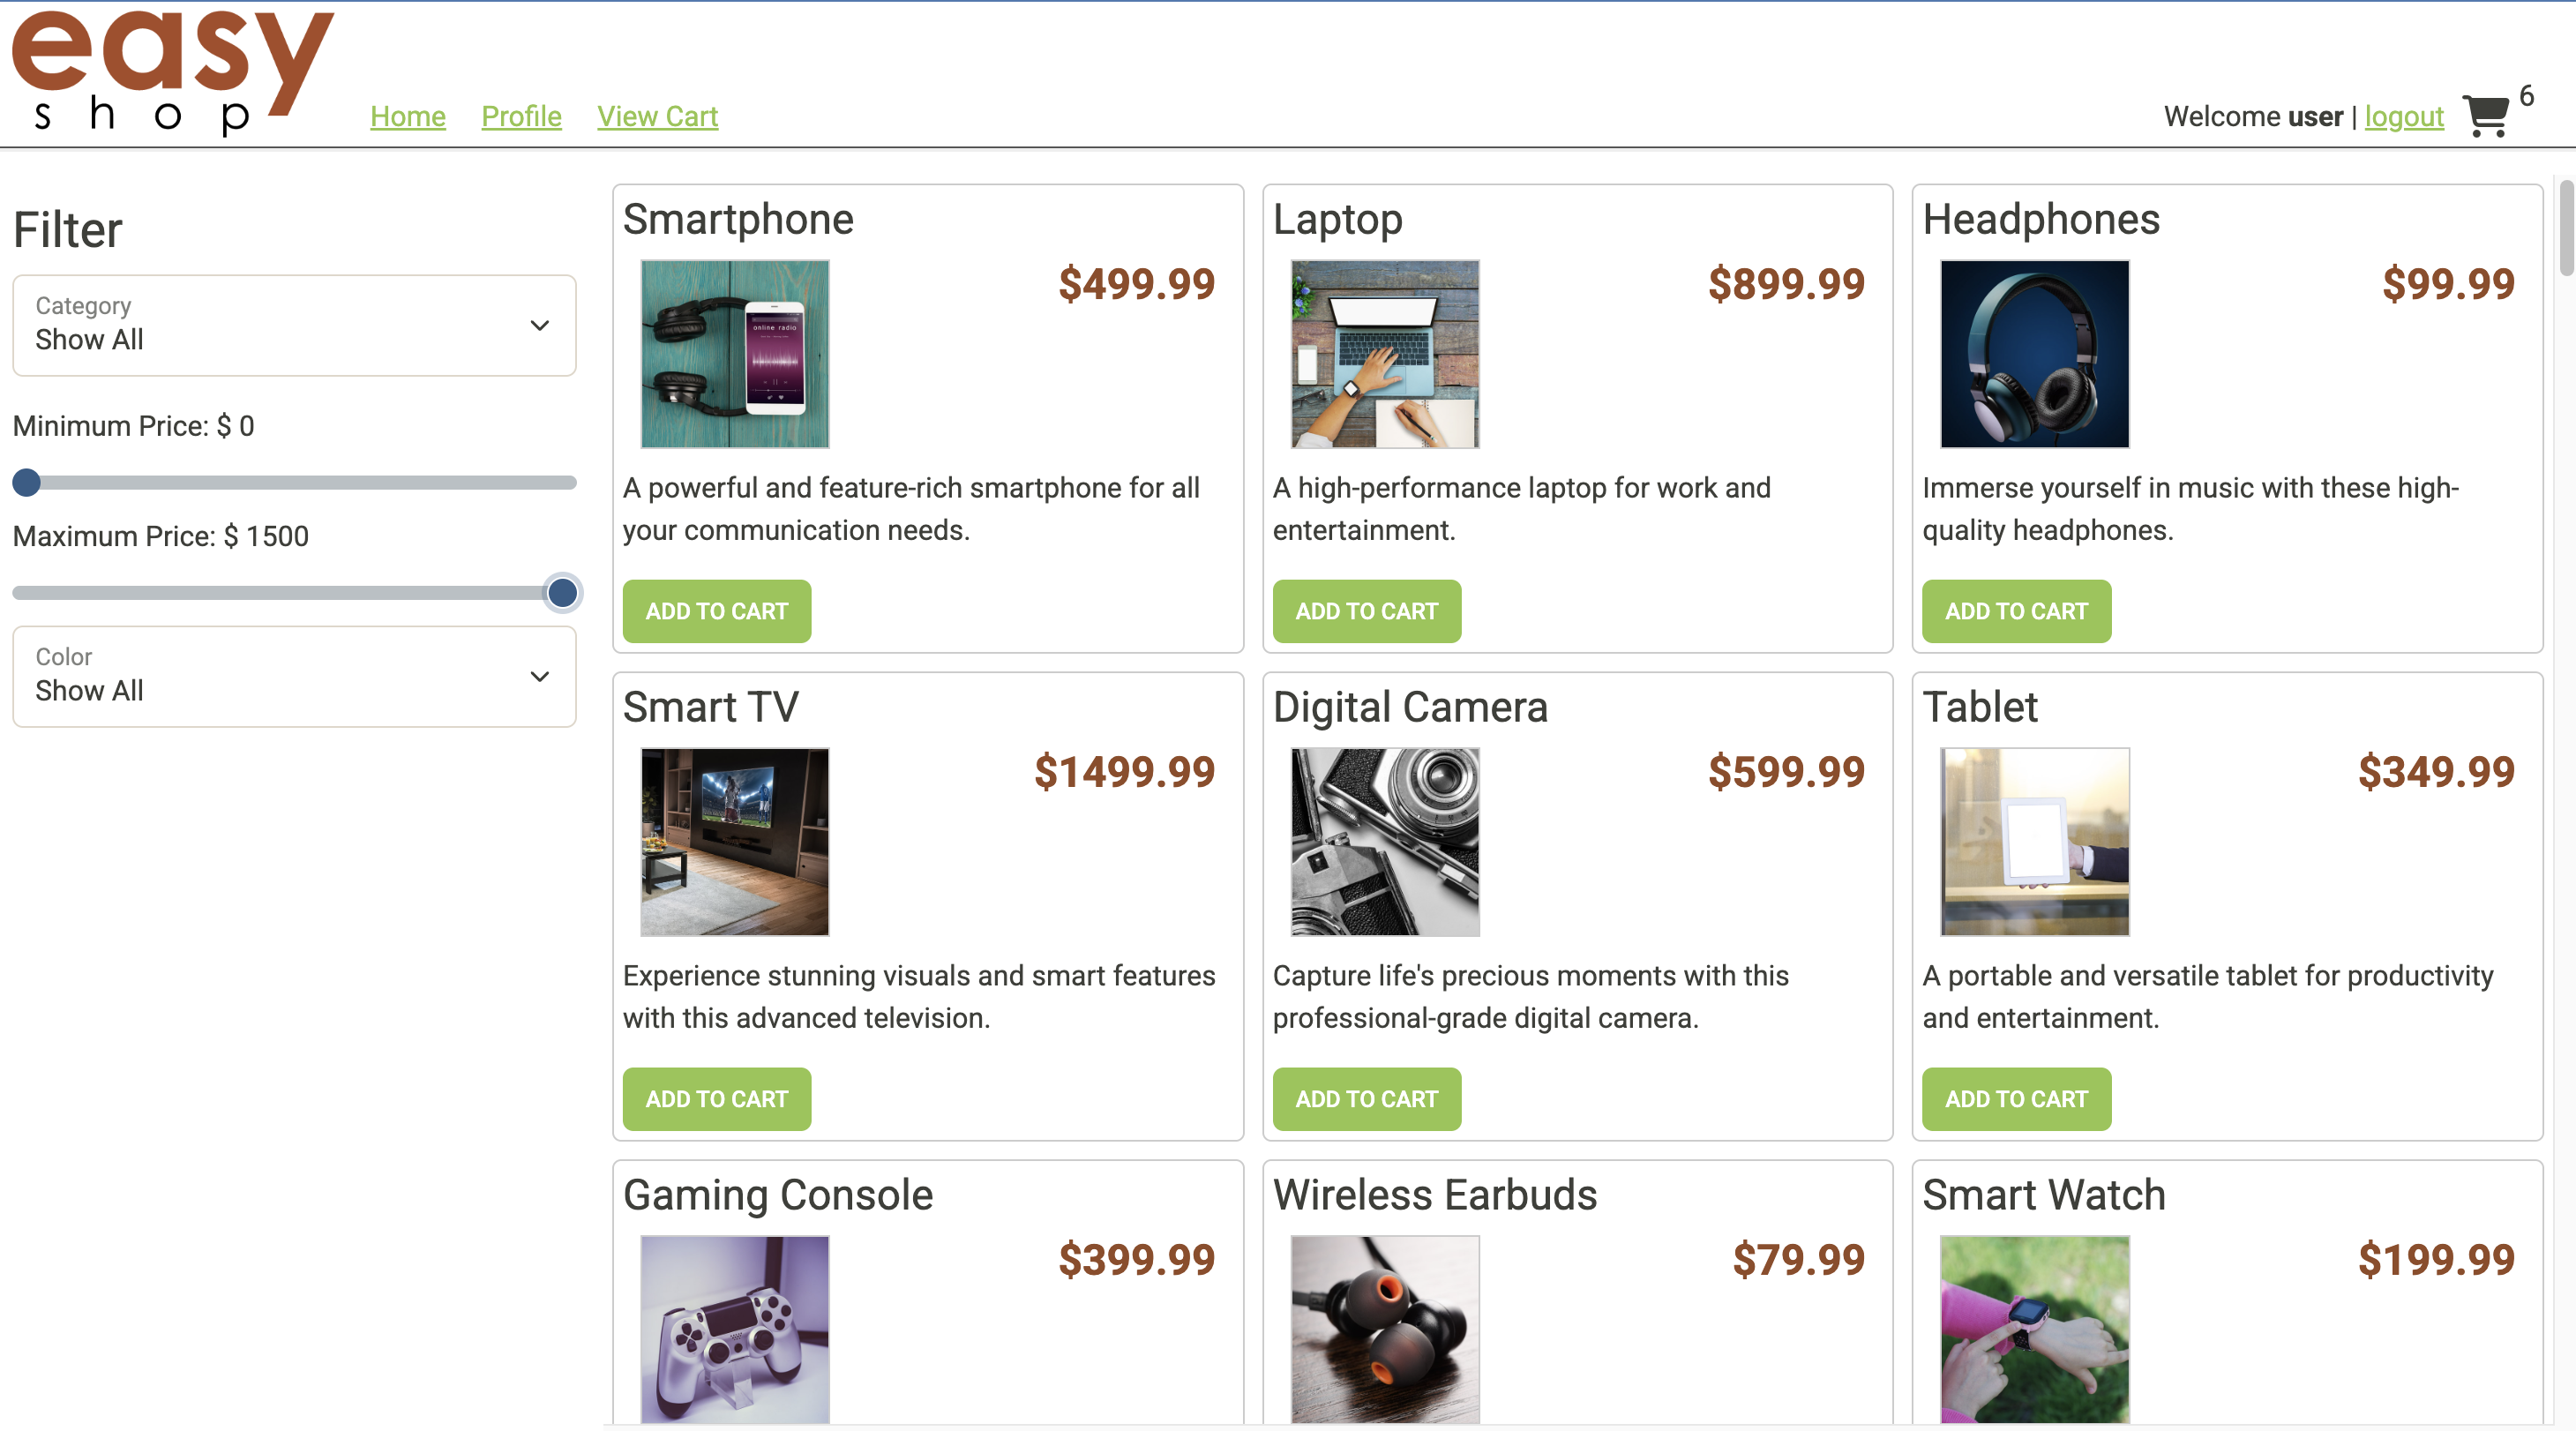 easy
shop
Home Profile View Cart
Welcome user | logout
6
Filter
Category
Show All
Minimum Price: $ 0
Maximum Price: $ 1500
Color
Show All
Smartphone
$499.99
online radio
A powerful and feature-rich smartphone for all
your communication needs.
ADD TO CART
Laptop
$899.99
A high-performance laptop for work and
entertainment.
ADD TO CART
Headphones
$99.99
Immerse yourself in music with these high-
quality headphones.
ADD TO CART
Smart TV
$1499.99
Experience stunning visuals and smart features
with this advanced television.
ADD TO CART
Digital Camera
$599.99
Capture life's precious moments with this
professional-grade digital camera.
ADD TO CART
Tablet
$349.99
A portable and versatile tablet for productivity
and entertainment.
ADD TO CART
Gaming Console
$399.99
Wireless Earbuds
$79.99
Smart Watch
$199.99